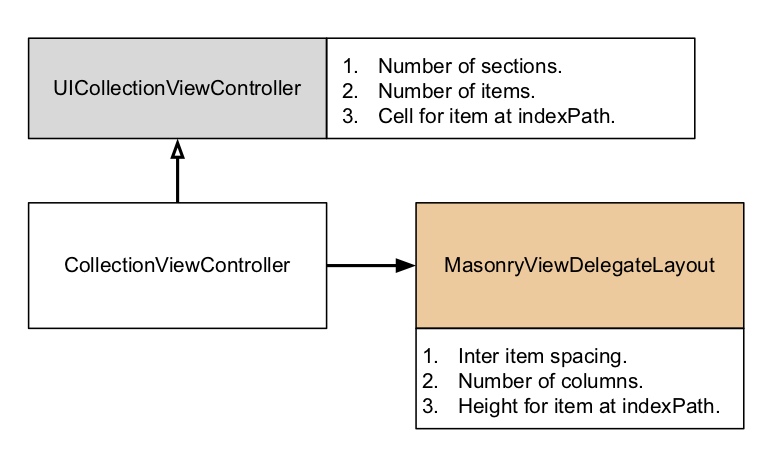 UICollectionViewController
1. Number of sections.
2. Number of items.
3. Cell for item at indexPath.
CollectionViewController
MasonryViewDelegateLayout
1. Inter item spacing.
2. Number of columns.
3. Height for item at indexPath.